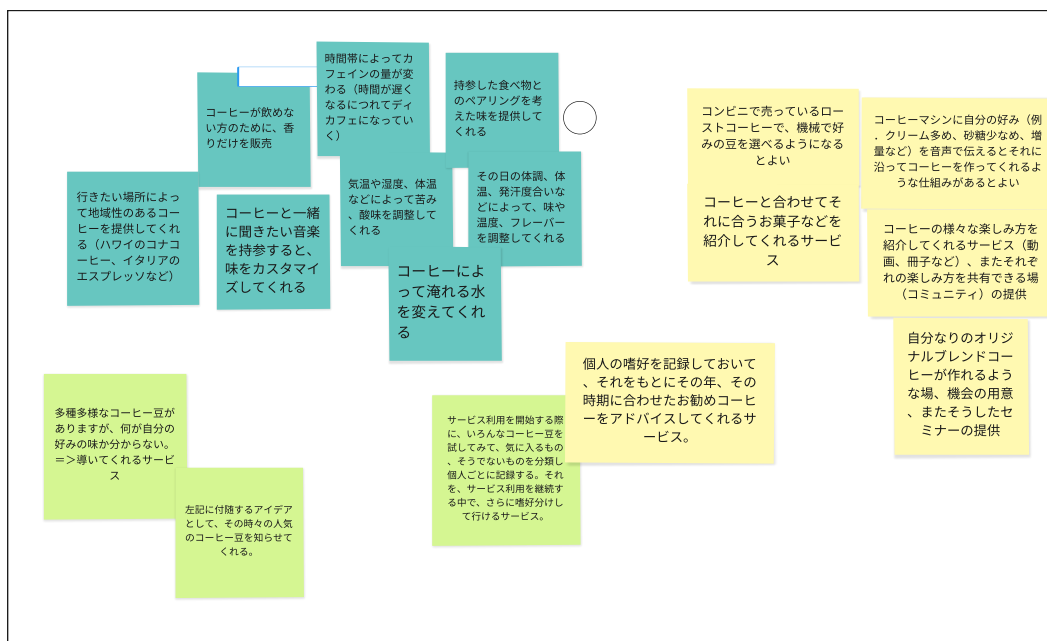 時間帯によってカ
フェインの量が変
わる（時間が遅く
なるにつれてディ
カフェになってい
く）
持参した食べ物と
のペアリングを考
えた味を提供して
くれる
コーヒーが飲めな
い方のために、香
りだけを販売
気温や湿度、体温
などによって苦み
、酸味を調整して
くれる
その日の体調、体
温、発汗度合いな
どによって、味や
温度、フレーバー
を調整してくれる
行きたい場所によっ
て地域性のあるコー
ヒーを提供してくれ
る（ハワイのコナコ
ーヒー、イタリアの
エスプレッソなど）
コーヒーと一緒
に聞きたい音楽
を持参すると、
味をカスタマイ
ズしてくれる
コーヒーによ
って淹れる水
を変えてくれ
る
コンビニで売っているロー
ストコーヒーで、機械で好
みの豆を選べるようになる
とよい
コーヒーと合わせてそ
れに合うお菓子などを
紹介してくれるサービ
ス
コーヒーマシンに自分の好み（例
．クリーム多め、砂糖少なめ、増
量など）を音声で伝えるとそれに
沿ってコーヒーを作ってくれるよ
うな仕組みがあるとよい
コーヒーの様々な楽しみ方を
紹介してくれるサービス（動
画、冊子など）、またそれぞ
れの楽しみ方を共有できる場
（コミュニティ）の提供
自分なりのオリジ
ナルブレンドコー
ヒーが作れるよう
な場、機会の用意
、またそうしたセ
ミナーの提供
個人の嗜好を記録しておいて
、それをもとにその年、その
時期に合わせたお勧めコーヒ
ーをアドバイスしてくれるサ
ービス。
多種多様なコーヒー豆が
ありますが、何が自分の
好みの味か分からない。
＝＞導いてくれるサービ
ス
左記に付随するアイデア
として、その時々の人気
のコーヒー豆を知らせて
くれる。
サービス利用を開始する際
に、いろんなコーヒー豆を
試してみて、気に入るもの
、そうでないものを分類し
個人ごとに記録する。それ
を、サービス利用を継続す
る中で、さらに嗜好分けし
て行けるサービス。